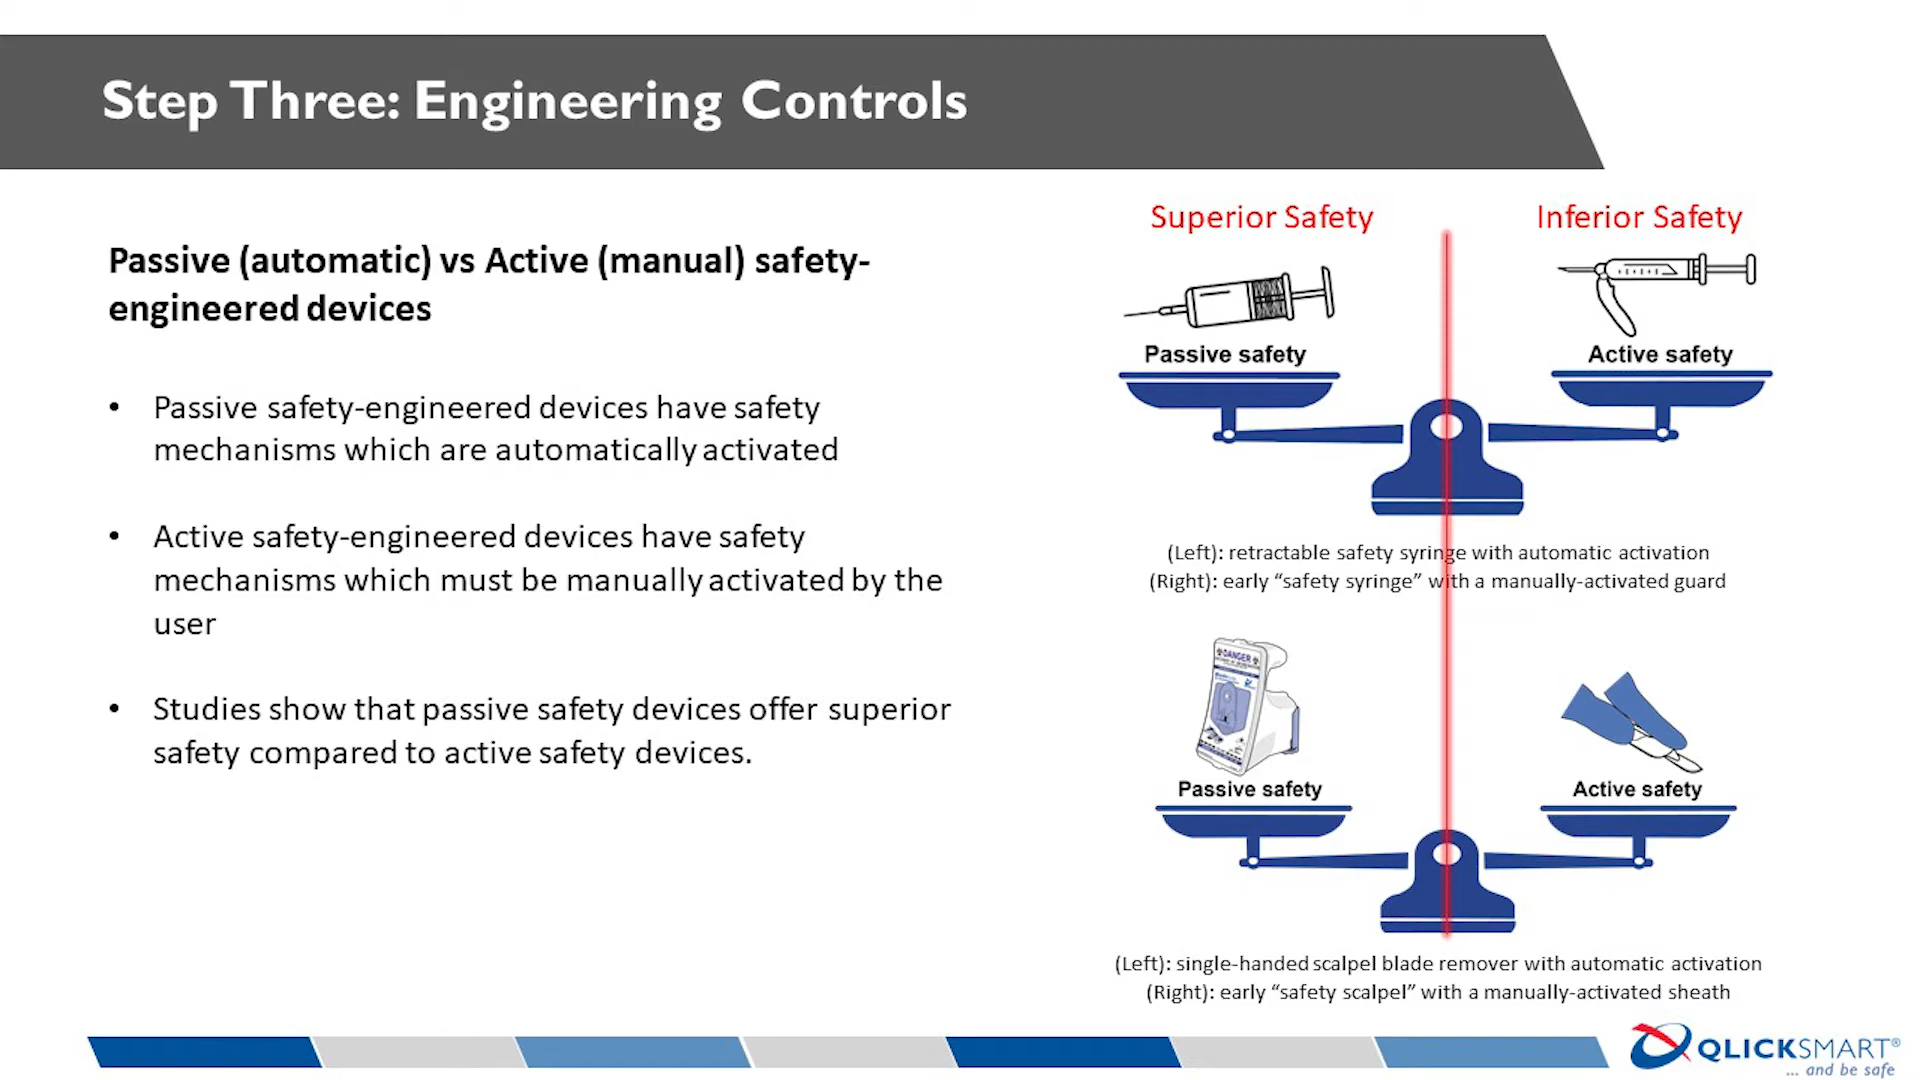 Step Three: Engineering Controls
Passive (automatic) vs Active (manual) safety-
engineered devices
• Passive safety-engineered devices have safety
mechanisms which are automatically activated
• Active safety-engineered devices have safety
mechanisms which must be manually activated by the
user
• Studies show that passive safety devices offer superior
safety compared to active safety devices.
Superior Safety
Inferior Safety
Passive safety
Active safety
(Left): retractable safety syringe with automatic activation
(Right): early “safety syringe” with a manually-activated guard
DANGER
Passive safety
Active safety
(Left): single-handed scalpel blade remover with automatic activation
(Right): early “safety scalpel” with a manually-activated sheath
QLICKSMART®
... and be safe